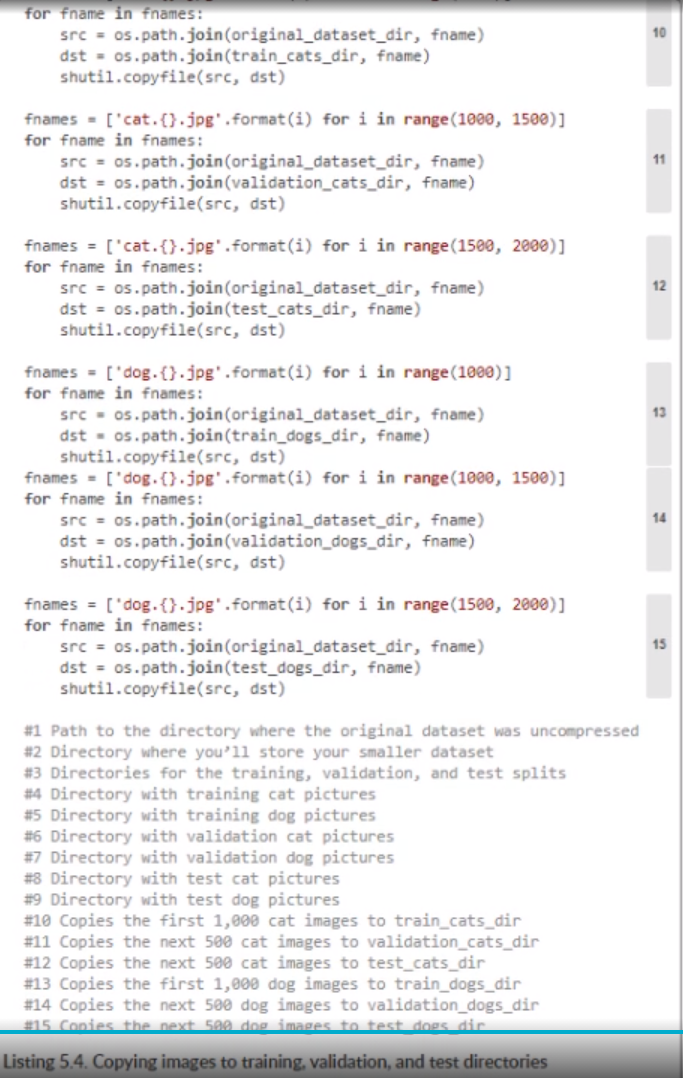 for fname in fnames:
    src = os.path.join(original_dataset_dir, fname)
    dst = os.path.join(train_cats_dir, fname)
    shutil.copyfile(src, dst)
10
fnames = ['cat.{}.jpg'.format(i) for i in range(1000, 1500)]
for fname in fnames:
    src = os.path.join(original_dataset_dir, fname)
    dst = os.path.join(validation_cats_dir, fname)
    shutil.copyfile(src, dst)
11
fnames = ['cat.{}.jpg'.format(i) for i in range(1500, 2000)]
for fname in fnames:
    src = os.path.join(original_dataset_dir, fname)
    dst = os.path.join(test_cats_dir, fname)
    shutil.copyfile(src, dst)
12
fnames = ['dog.{}.jpg'.format(i) for i in range(1000)]
for fname in fnames:
    src = os.path.join(original_dataset_dir, fname)
    dst = os.path.join(train_dogs_dir, fname)
    shutil.copyfile(src, dst)
13
fnames = ['dog.{}.jpg'.format(i) for i in range(1000, 1500)]
for fname in fnames:
    src = os.path.join(original_dataset_dir, fname)
    dst = os.path.join(validation_dogs_dir, fname)
    shutil.copyfile(src, dst)
14
fnames = ['dog.{}.jpg'.format(i) for i in range(1500, 2000)]
for fname in fnames:
    src = os.path.join(original_dataset_dir, fname)
    dst = os.path.join(test_dogs_dir, fname)
    shutil.copyfile(src, dst)
15
#1 Path to the directory where the original dataset was uncompressed
#2 Directory where you’ll store your smaller dataset
#3 Directories for the training, validation, and test splits
#4 Directory with training cat pictures
#5 Directory with training dog pictures
#6 Directory with validation cat pictures
#7 Directory with validation dog pictures
#8 Directory with test cat pictures
#9 Directory with test dog pictures
#10 Copies the first 1,000 cat images to train_cats_dir
#11 Copies the next 500 cat images to validation_cats_dir
#12 Copies the next 500 cat images to test_cats_dir
#13 Copies the first 1,000 dog images to train_dogs_dir
#14 Copies the next 500 dog images to validation_dogs_dir
#15 Copies the next 500 dog images to test_dogs_dir
Listing 5.4. Copying images to training, validation, and test directories